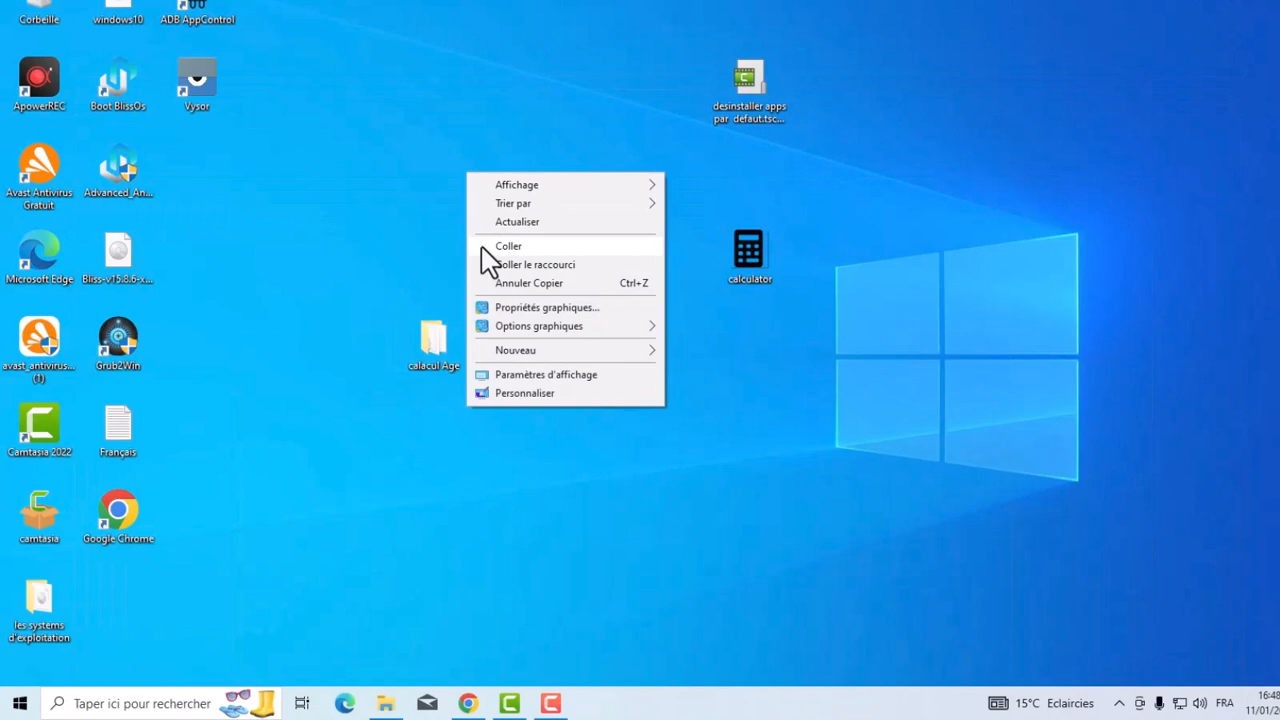 Corbeille
windows10
ADB AppControl
ApowerREC
Boot BlissOs
Vysor
desinstaller apps
par defaut.tsc...
Avast Antivirus
Gratuit
Advanced_An...
Microsoft Edge
Bliss-v15.8.6-x...
calculator
avast_antivirus...
(1)
Grub2Win
calacul Age
Camtasia 2022
Français
camtasia
Google Chrome
les systems
d'exploitation
Affichage
Trier par
Actualiser
Coller
oller le raccourci
Annuler Copier Ctrl+Z
Propriétés graphiques...
Options graphiques
Nouveau
Paramètres d'affichage
Personnaliser
Taper ici pour rechercher
15°C Eclaircies
FRA
16:48
11/01/20